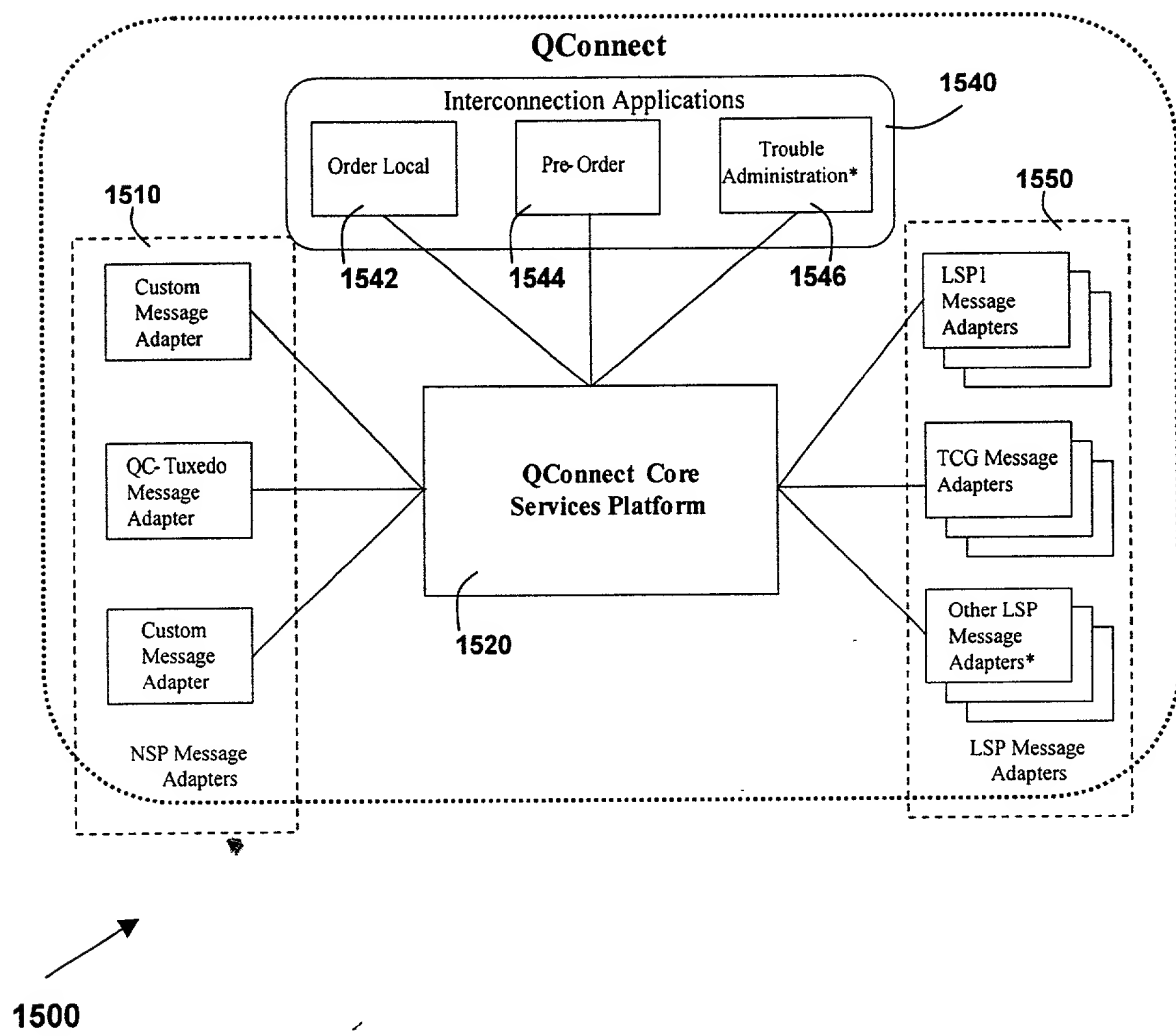 QConnect
Interconnection Applications
1540
Order Local
Pre-Order
Trouble
Administration*
1510
1550
1542
1544
1546
Custom
Message
Adapter
LSP1
Message
Adapters
QC-Tuxedo
Message
Adapter
QConnect Core
Services Platform
TCG Message
Adapters
Custom
Message
Adapter
1520
Other LSP
Message
Adapters*
NSP Message
Adapters
LSP Message
Adapters
1500